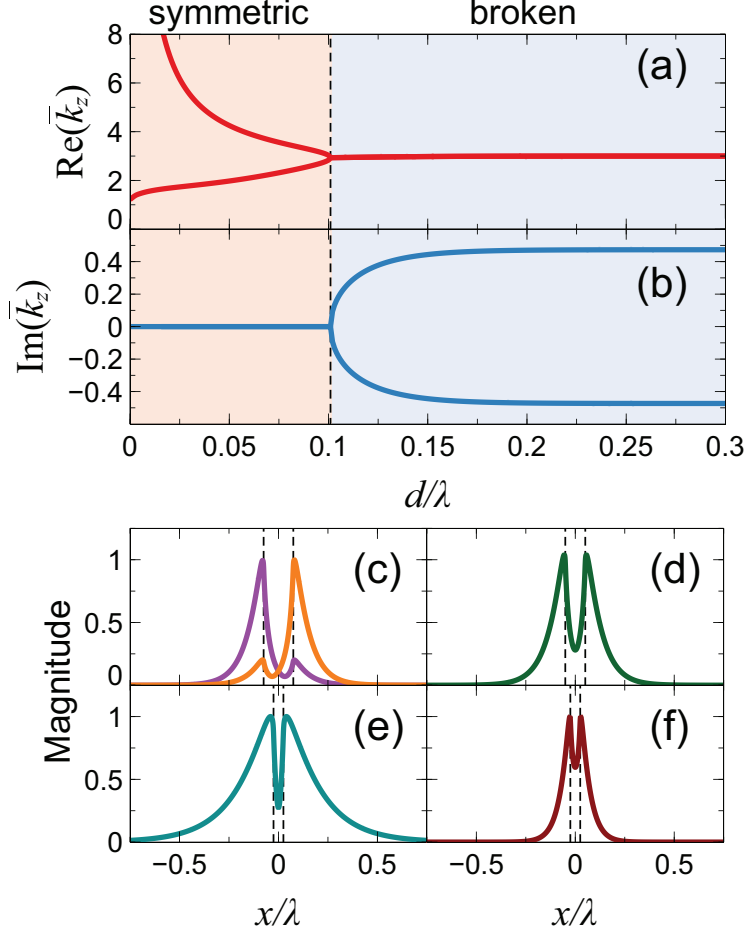 symmetric broken
8
6
4
2
0
Re(k̅_z)
(a)
0.4
0.2
0
−0.2
−0.4
Im(k̅_z)
(b)
0 0.05 0.1 0.15 0.2 0.25 0.3
d/λ
1
0.5
0
(c)
(d)
Magnitude
1
0.5
0
(e)
(f)
−0.5 0 0.5 −0.5 0 0.5
x/λ x/λ